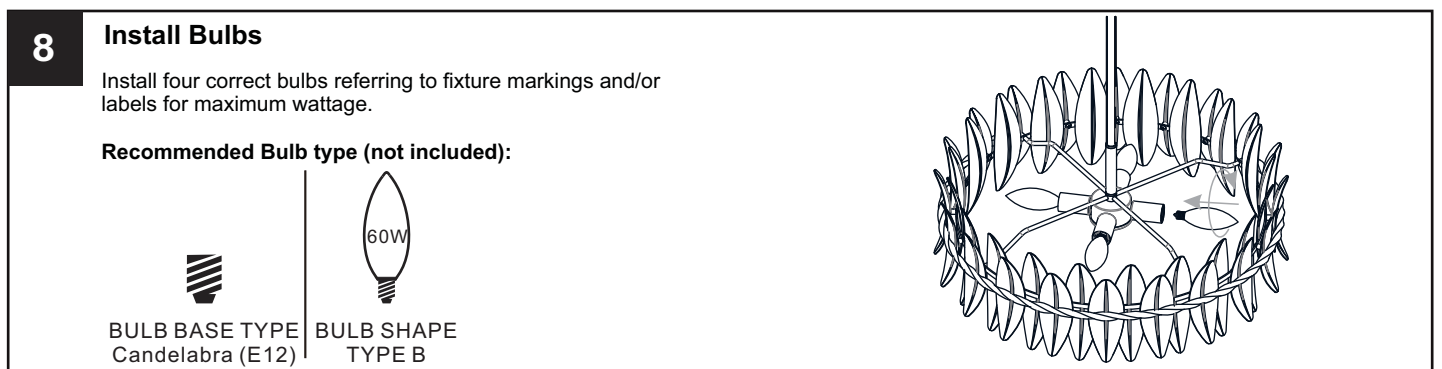 8
Install Bulbs
Install four correct bulbs referring to fixture markings and/or
labels for maximum wattage.
Recommended Bulb type (not included):
60W
BULB BASE TYPE
Candelabra (E12)
BULB SHAPE
TYPE B